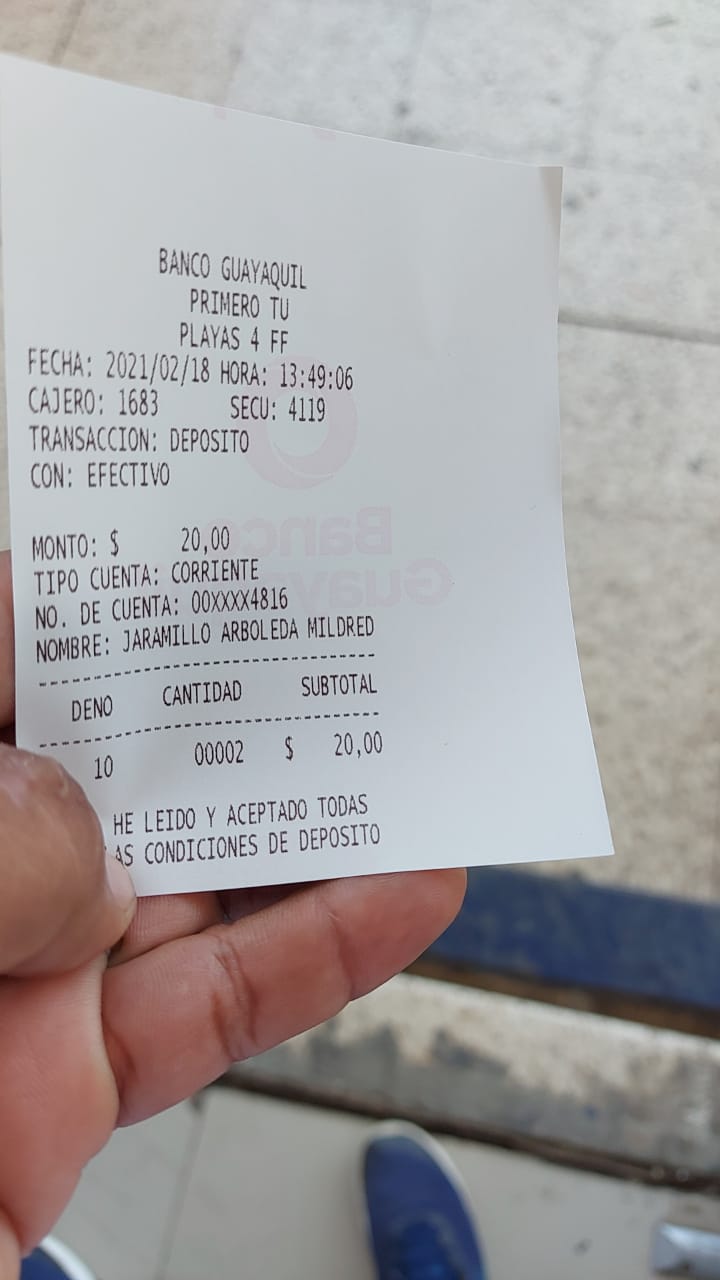 BANCO GUAYAQUIL
PRIMERO TU
PLAYAS 4 FF
FECHA: 2021/02/18 HORA: 13:49:06
CAJERO: 1683 SECU: 4119
TRANSACCION: DEPOSITO
CON: EFECTIVO
MONTO: $ 20,00
TIPO CUENTA: CORRIENTE
NO. DE CUENTA: 00XXXX4816
NOMBRE: JARAMILLO ARBOLEDA MILDRED
DENO CANTIDAD SUBTOTAL
10 00002 $ 20,00
HE LEIDO Y ACEPTADO TODAS
AS CONDICIONES DE DEPOSITO